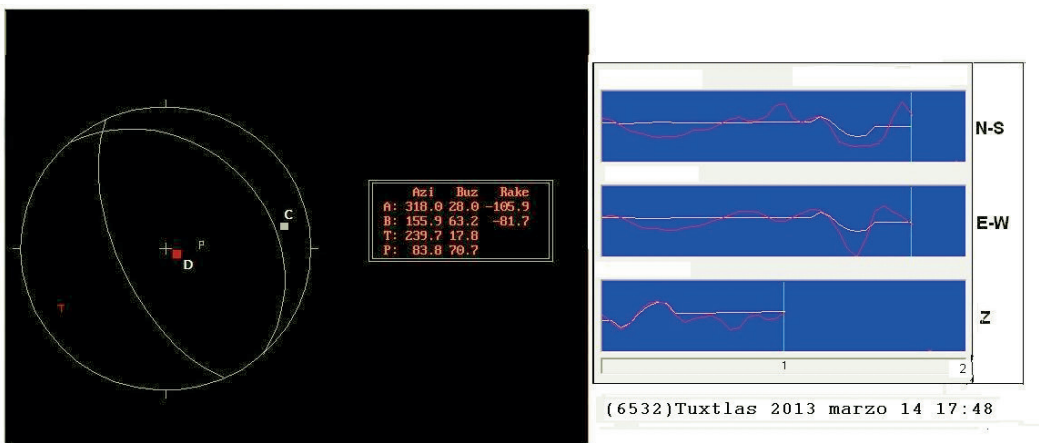 Azi Buz Rake
A: 318.0 28.0 -105.9
B: 155.9 63.2 -81.7
T: 239.7 17.8
P: 83.8 70.7
C
P
D
T
N-S
E-W
Z
1 2
(6532)Tuxtlas 2013 marzo 14 17:48